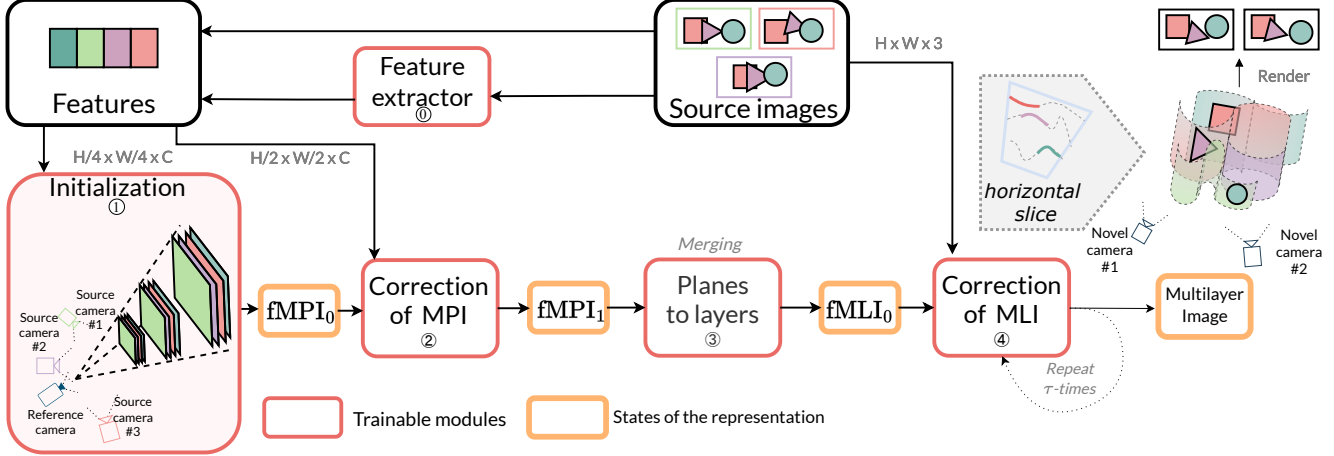 Features
Feature
extractor
⓪
Source images
H x W x 3
Render
H/4 x W/4 x C
H/2 x W/2 x C
Initialization
①
horizontal
slice
Novel
camera
#1
Novel
camera
#2
Source
camera
#1
Source
camera
#2
Reference
camera
Source
camera
#3
fMPI₀
Correction
of MPI
②
fMPI₁
Merging
Planes
to layers
③
fMLI₀
Correction
of MLI
④
Repeat
τ-times
Multilayer
Image
Trainable modules
States of the representation